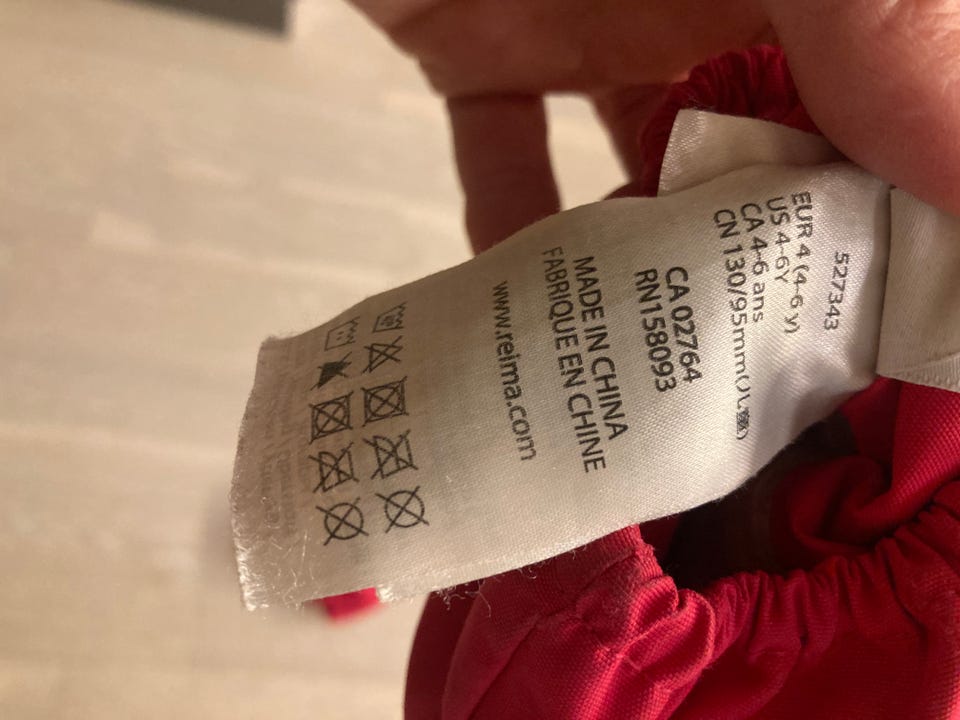 527343
EUR 4 (4-6 y)
US 4-6Y
CA 4-6 ans
CN 130/95mm(儿
CA 02764
RN158093
MADE IN CHINA
FABRIQUE EN CHINE
www.reima.com